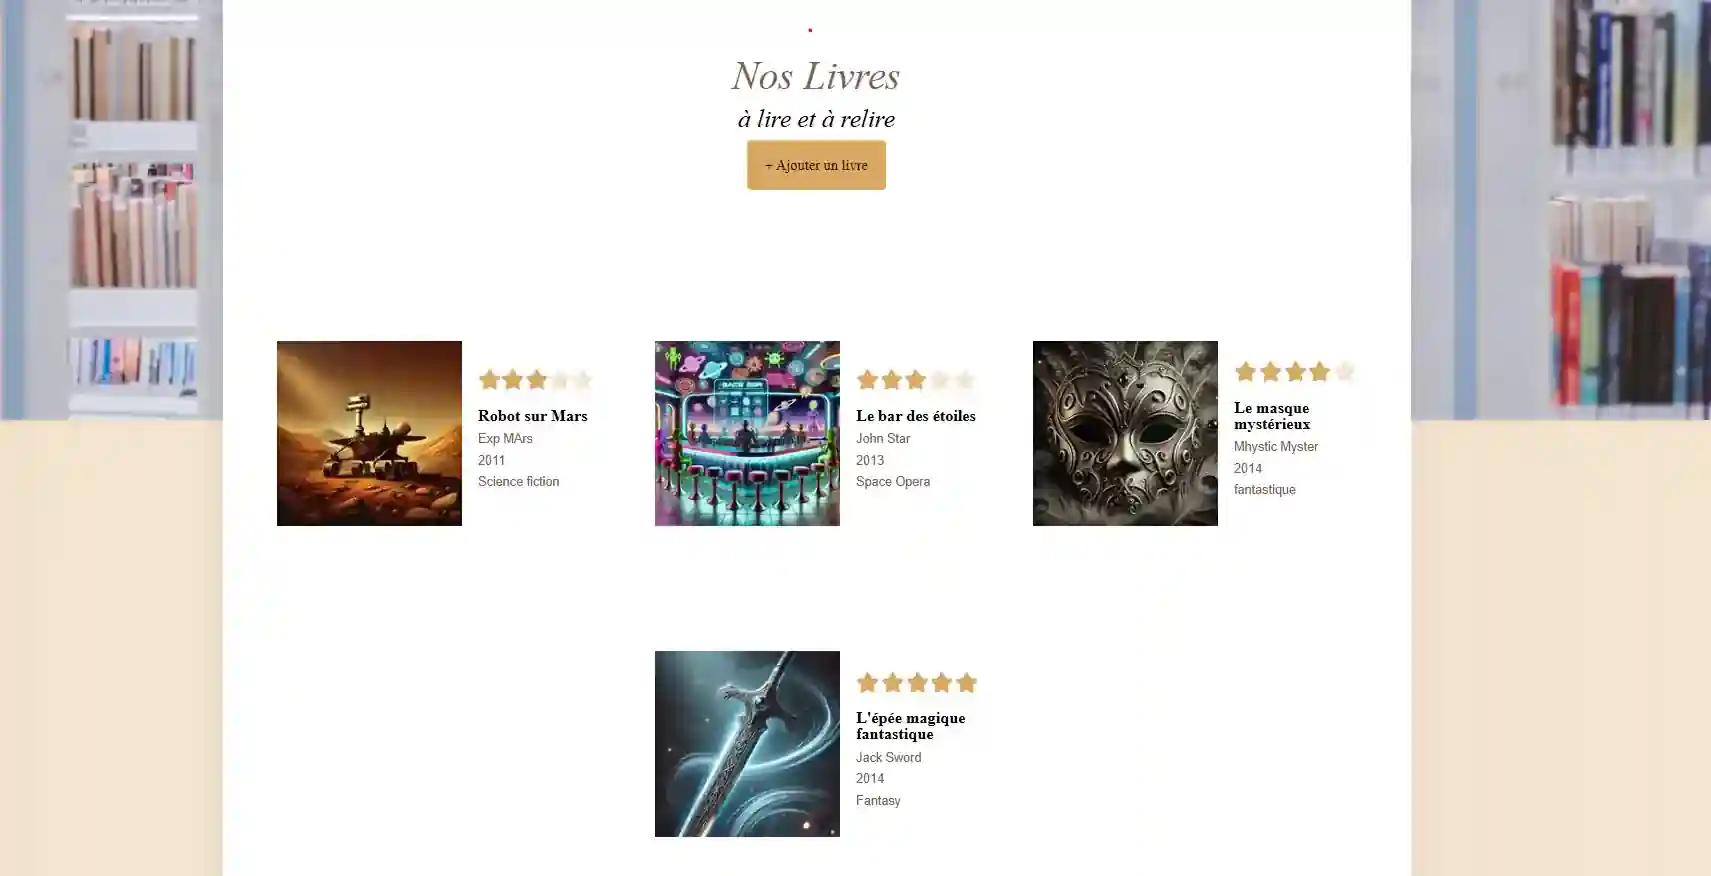 Nos Livres
à lire et à relire
+ Ajouter un livre
Robot sur Mars
Exp MArs
2011
Science fiction
Le bar des étoiles
John Star
2013
Space Opera
Le masque
mystérieux
Mhystic Myster
2014
fantastique
L'épée magique
fantastique
Jack Sword
2014
Fantasy